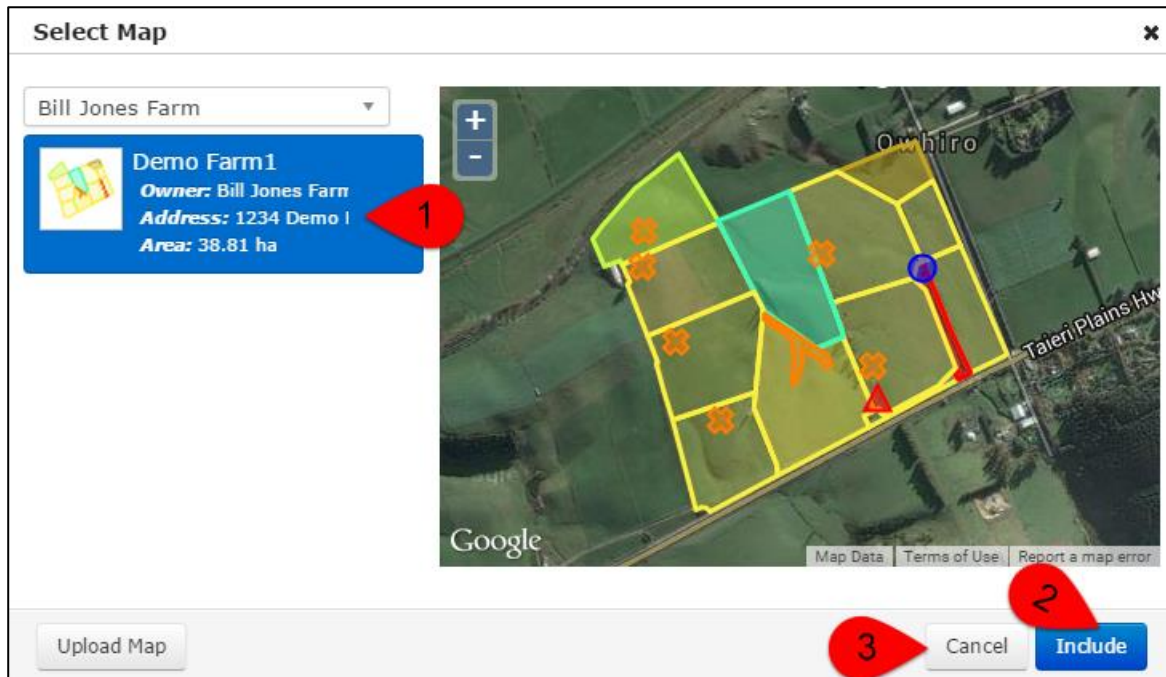 Select Map
Bill Jones Farm
Demo Farm1
Owner: Bill Jones Farm
Address: 1234 Demo
Area: 38.81 ha
1
+
-
Owhiro
Taieri Plains Hw
Google
Map Data
Terms of Use
Report a map error
2
3
Upload Map
Cancel
Include